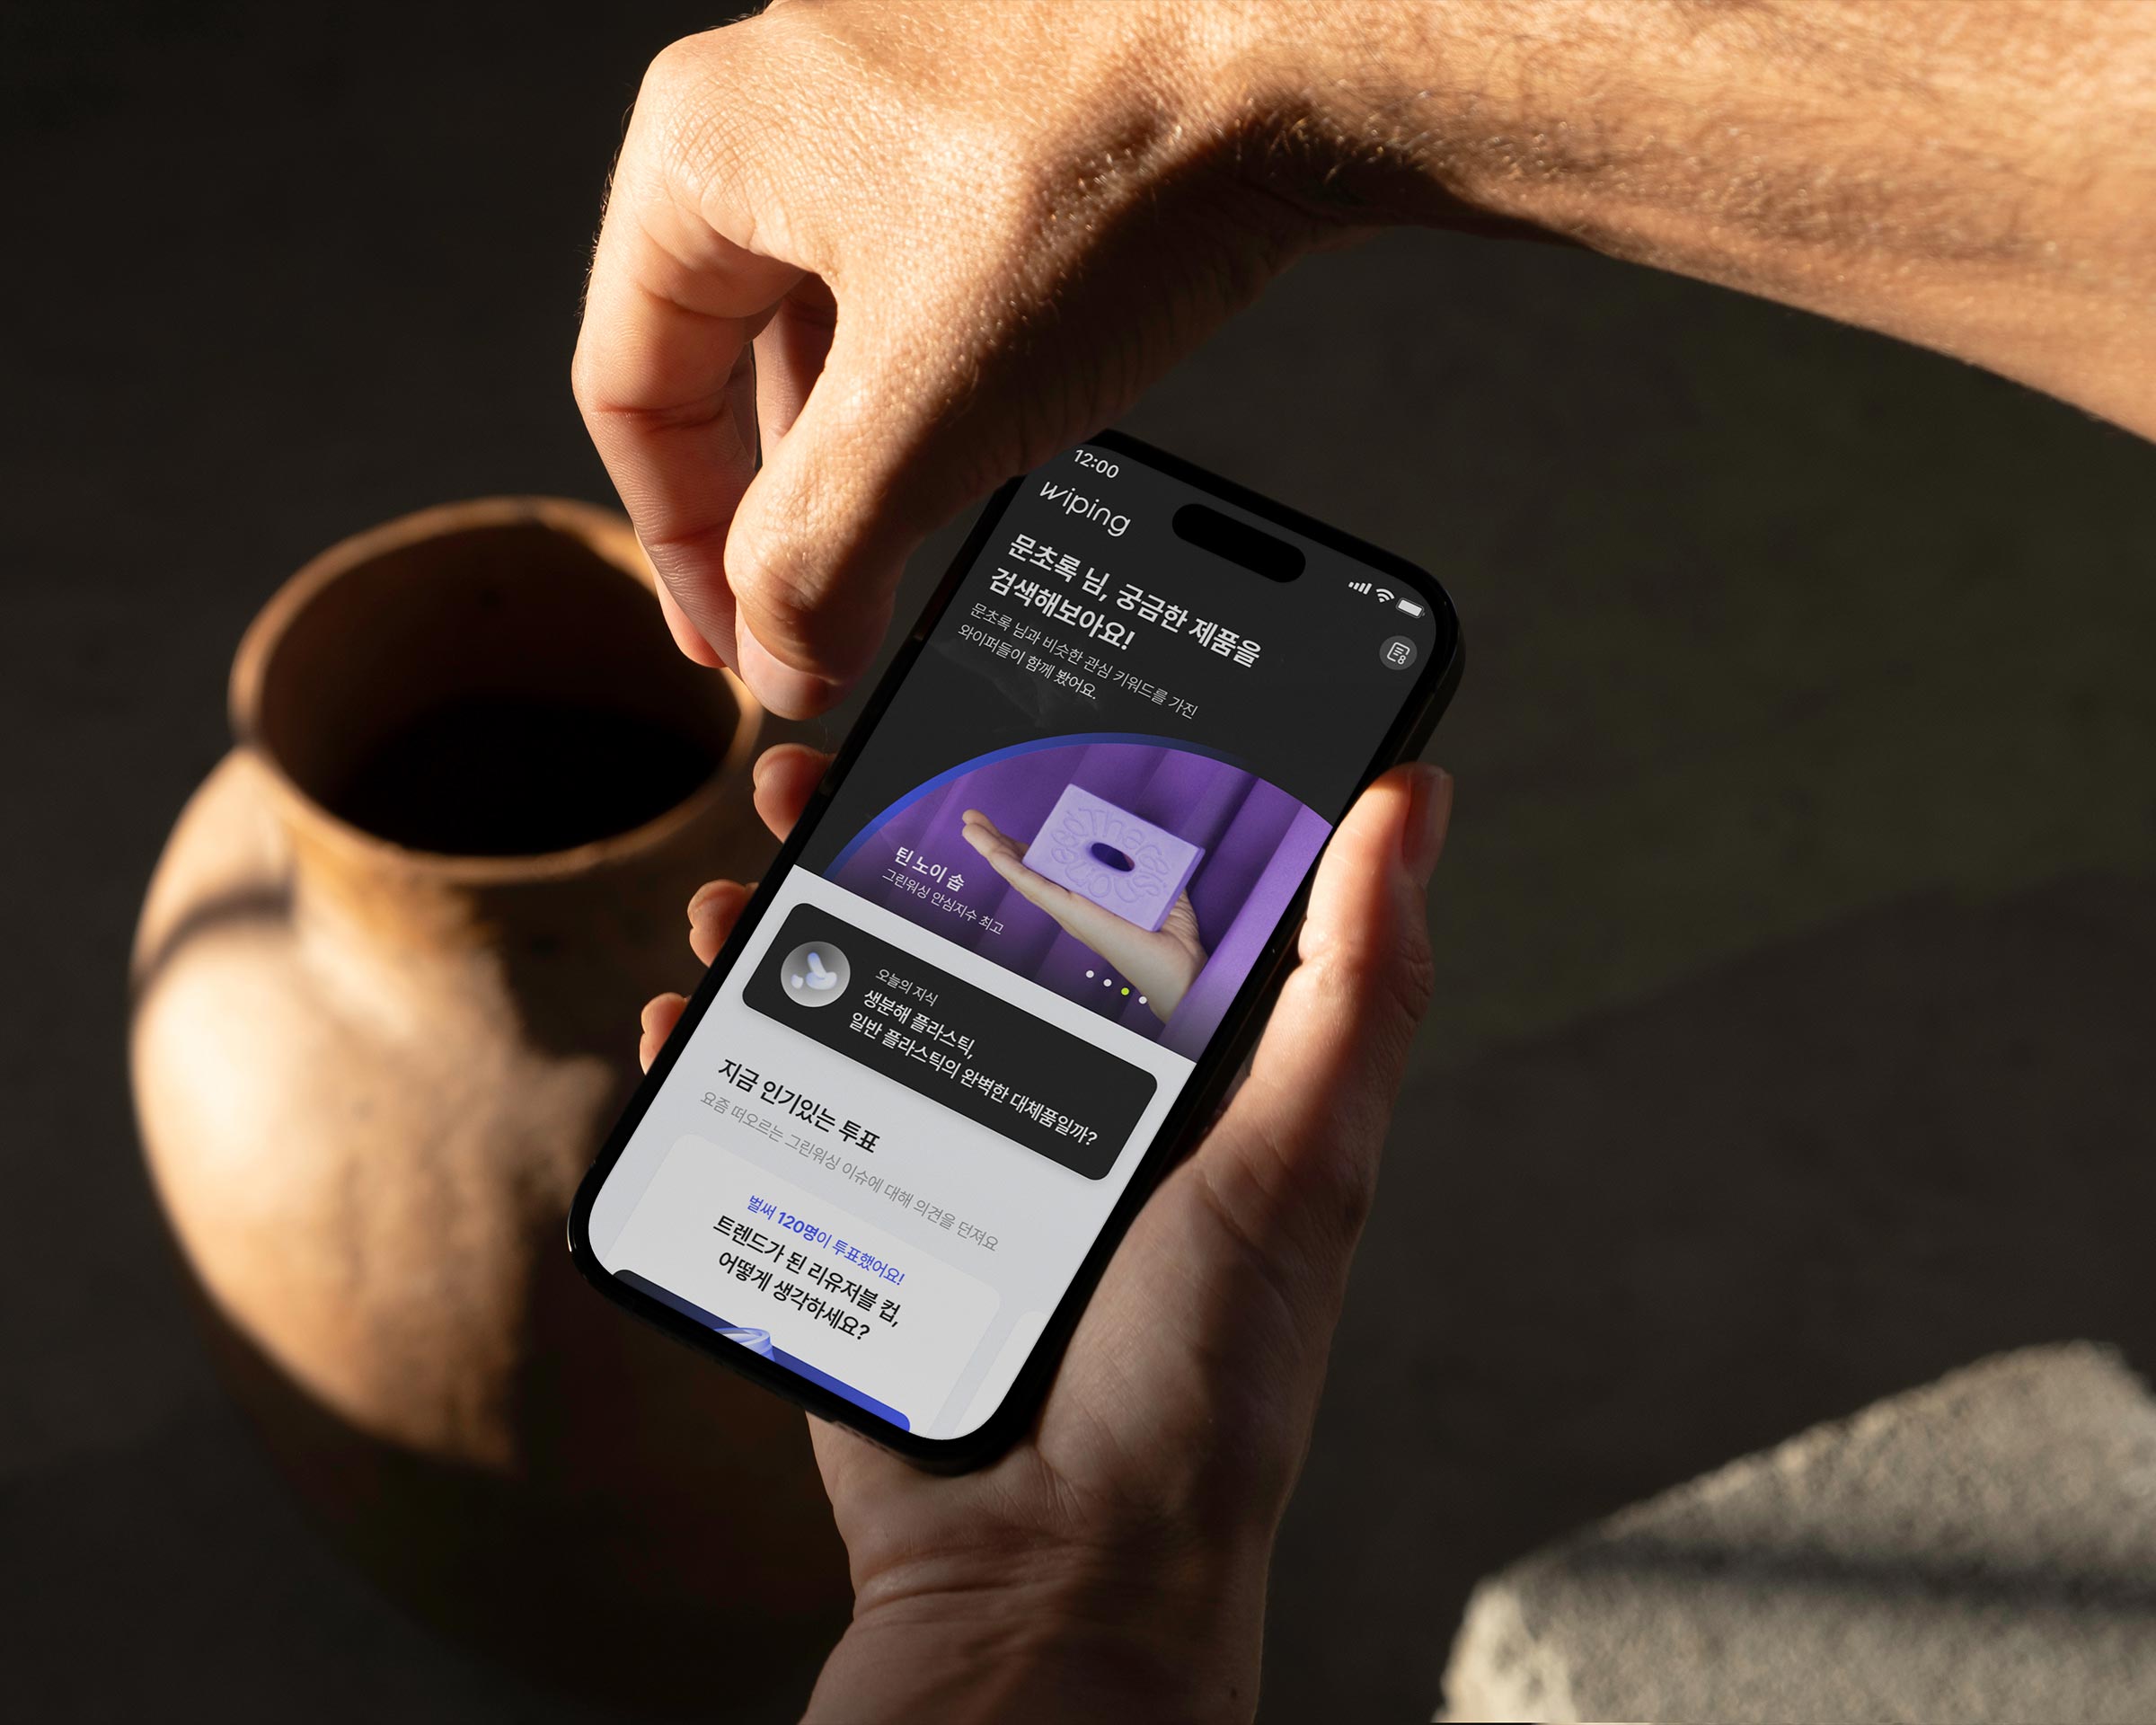 12:00
wiping
문초록 님, 궁금한 제품을
검색해보아요!
문초록 님과 비슷한 관심 키워드를 가진
와이퍼들이 함께 봤어요.
8
틴 노이 솝
그린워싱 안심지수 최고
오늘의 지식
생분해 플라스틱,
일반 플라스틱의 완벽한 대체품일까?
지금 인기있는 투표
요즘 떠오르는 그린워싱 이슈에 대해 의견을 던져요
벌써 120명이 투표했어요!
트렌드가 된 리유저블 컵,
어떻게 생각하세요?